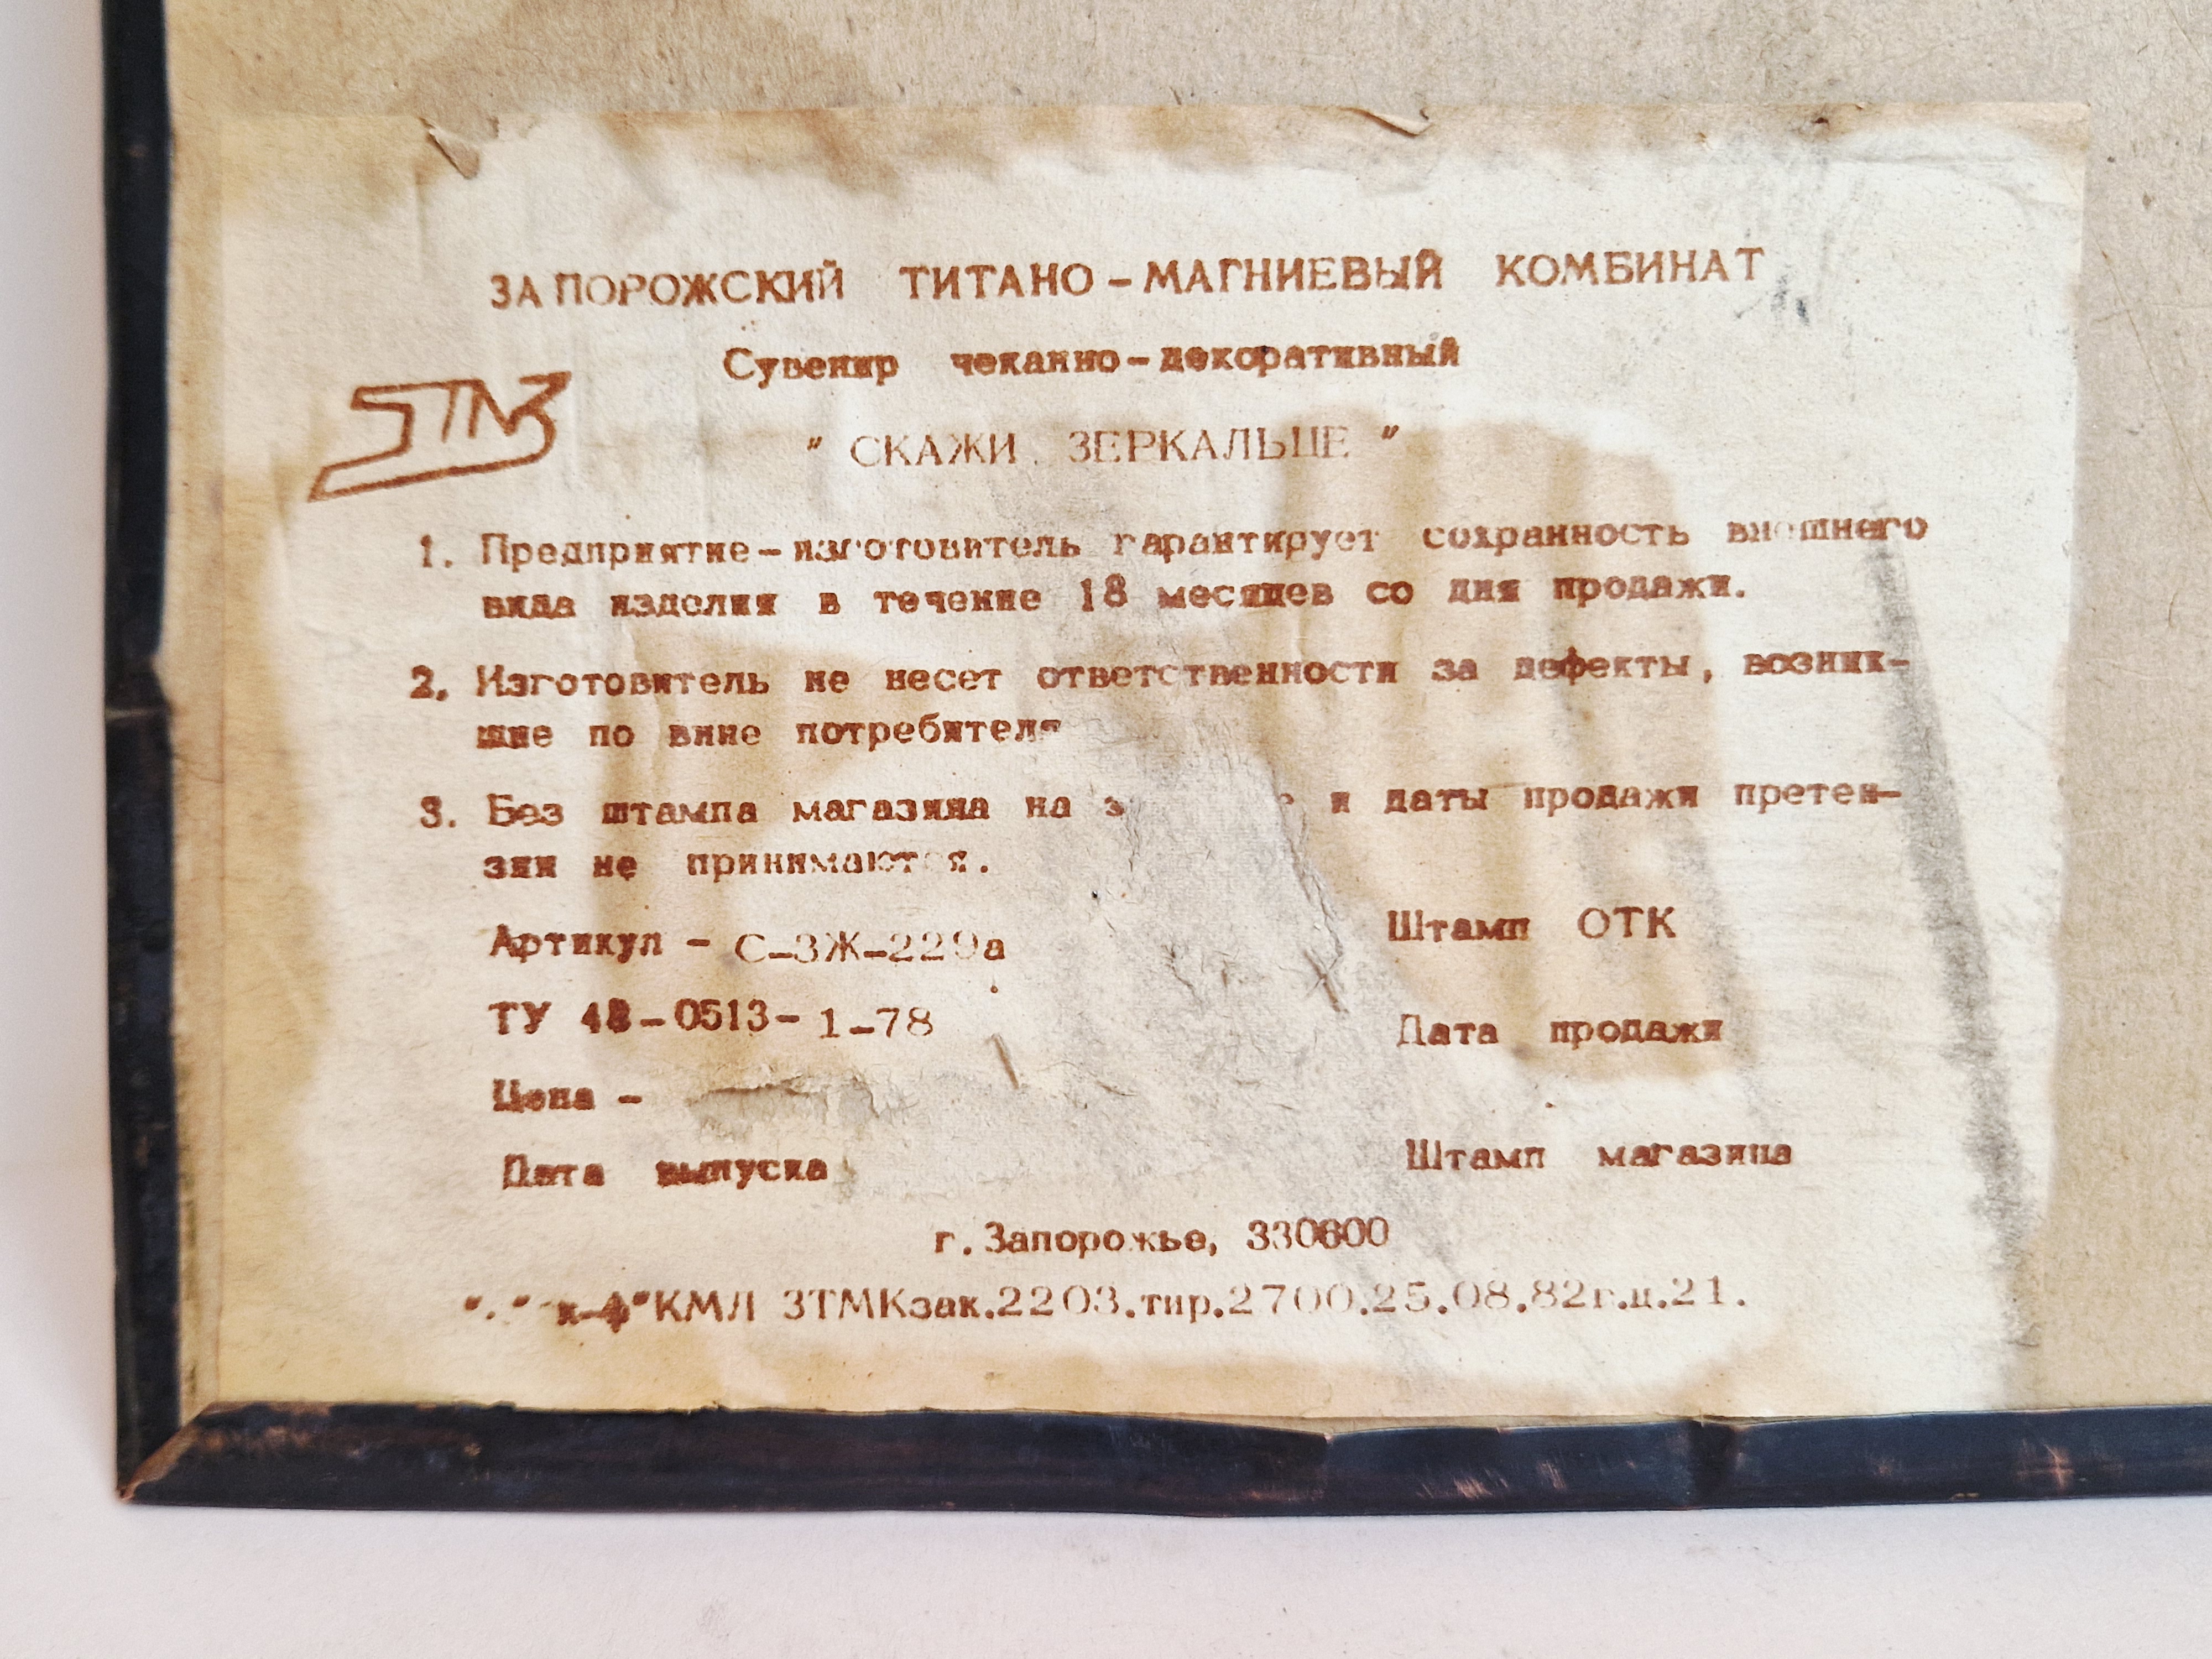 ЗАПОРОЖСКИЙ ТИТАНО-МАГНИЕВЫЙ КОМБИНАТ
Сувенир чеканно-декоративный
"СКАЖИ, ЗЕРКАЛЬЦЕ"
1. Предприятие-изготовитель гарантирует сохранность внешнего
вида изделия в течение 18 месяцев со дня продажи.
2. Изготовитель не несет ответственности за дефекты, возник-
шие по вине потребителя
3. Без штампа магазина на и даты продажи претен-
зии не принимаются.
Артикул - С-ЗЖ-229а
Штамп ОТК
ТУ 48-0513-1-78
Дата продажи
Цена -
Дата выпуска
Штамп магазина
г. Запорожье, 330600
КМЛ ЗТМКзак.2203.тир.2700.25.08.82г.ц.21.